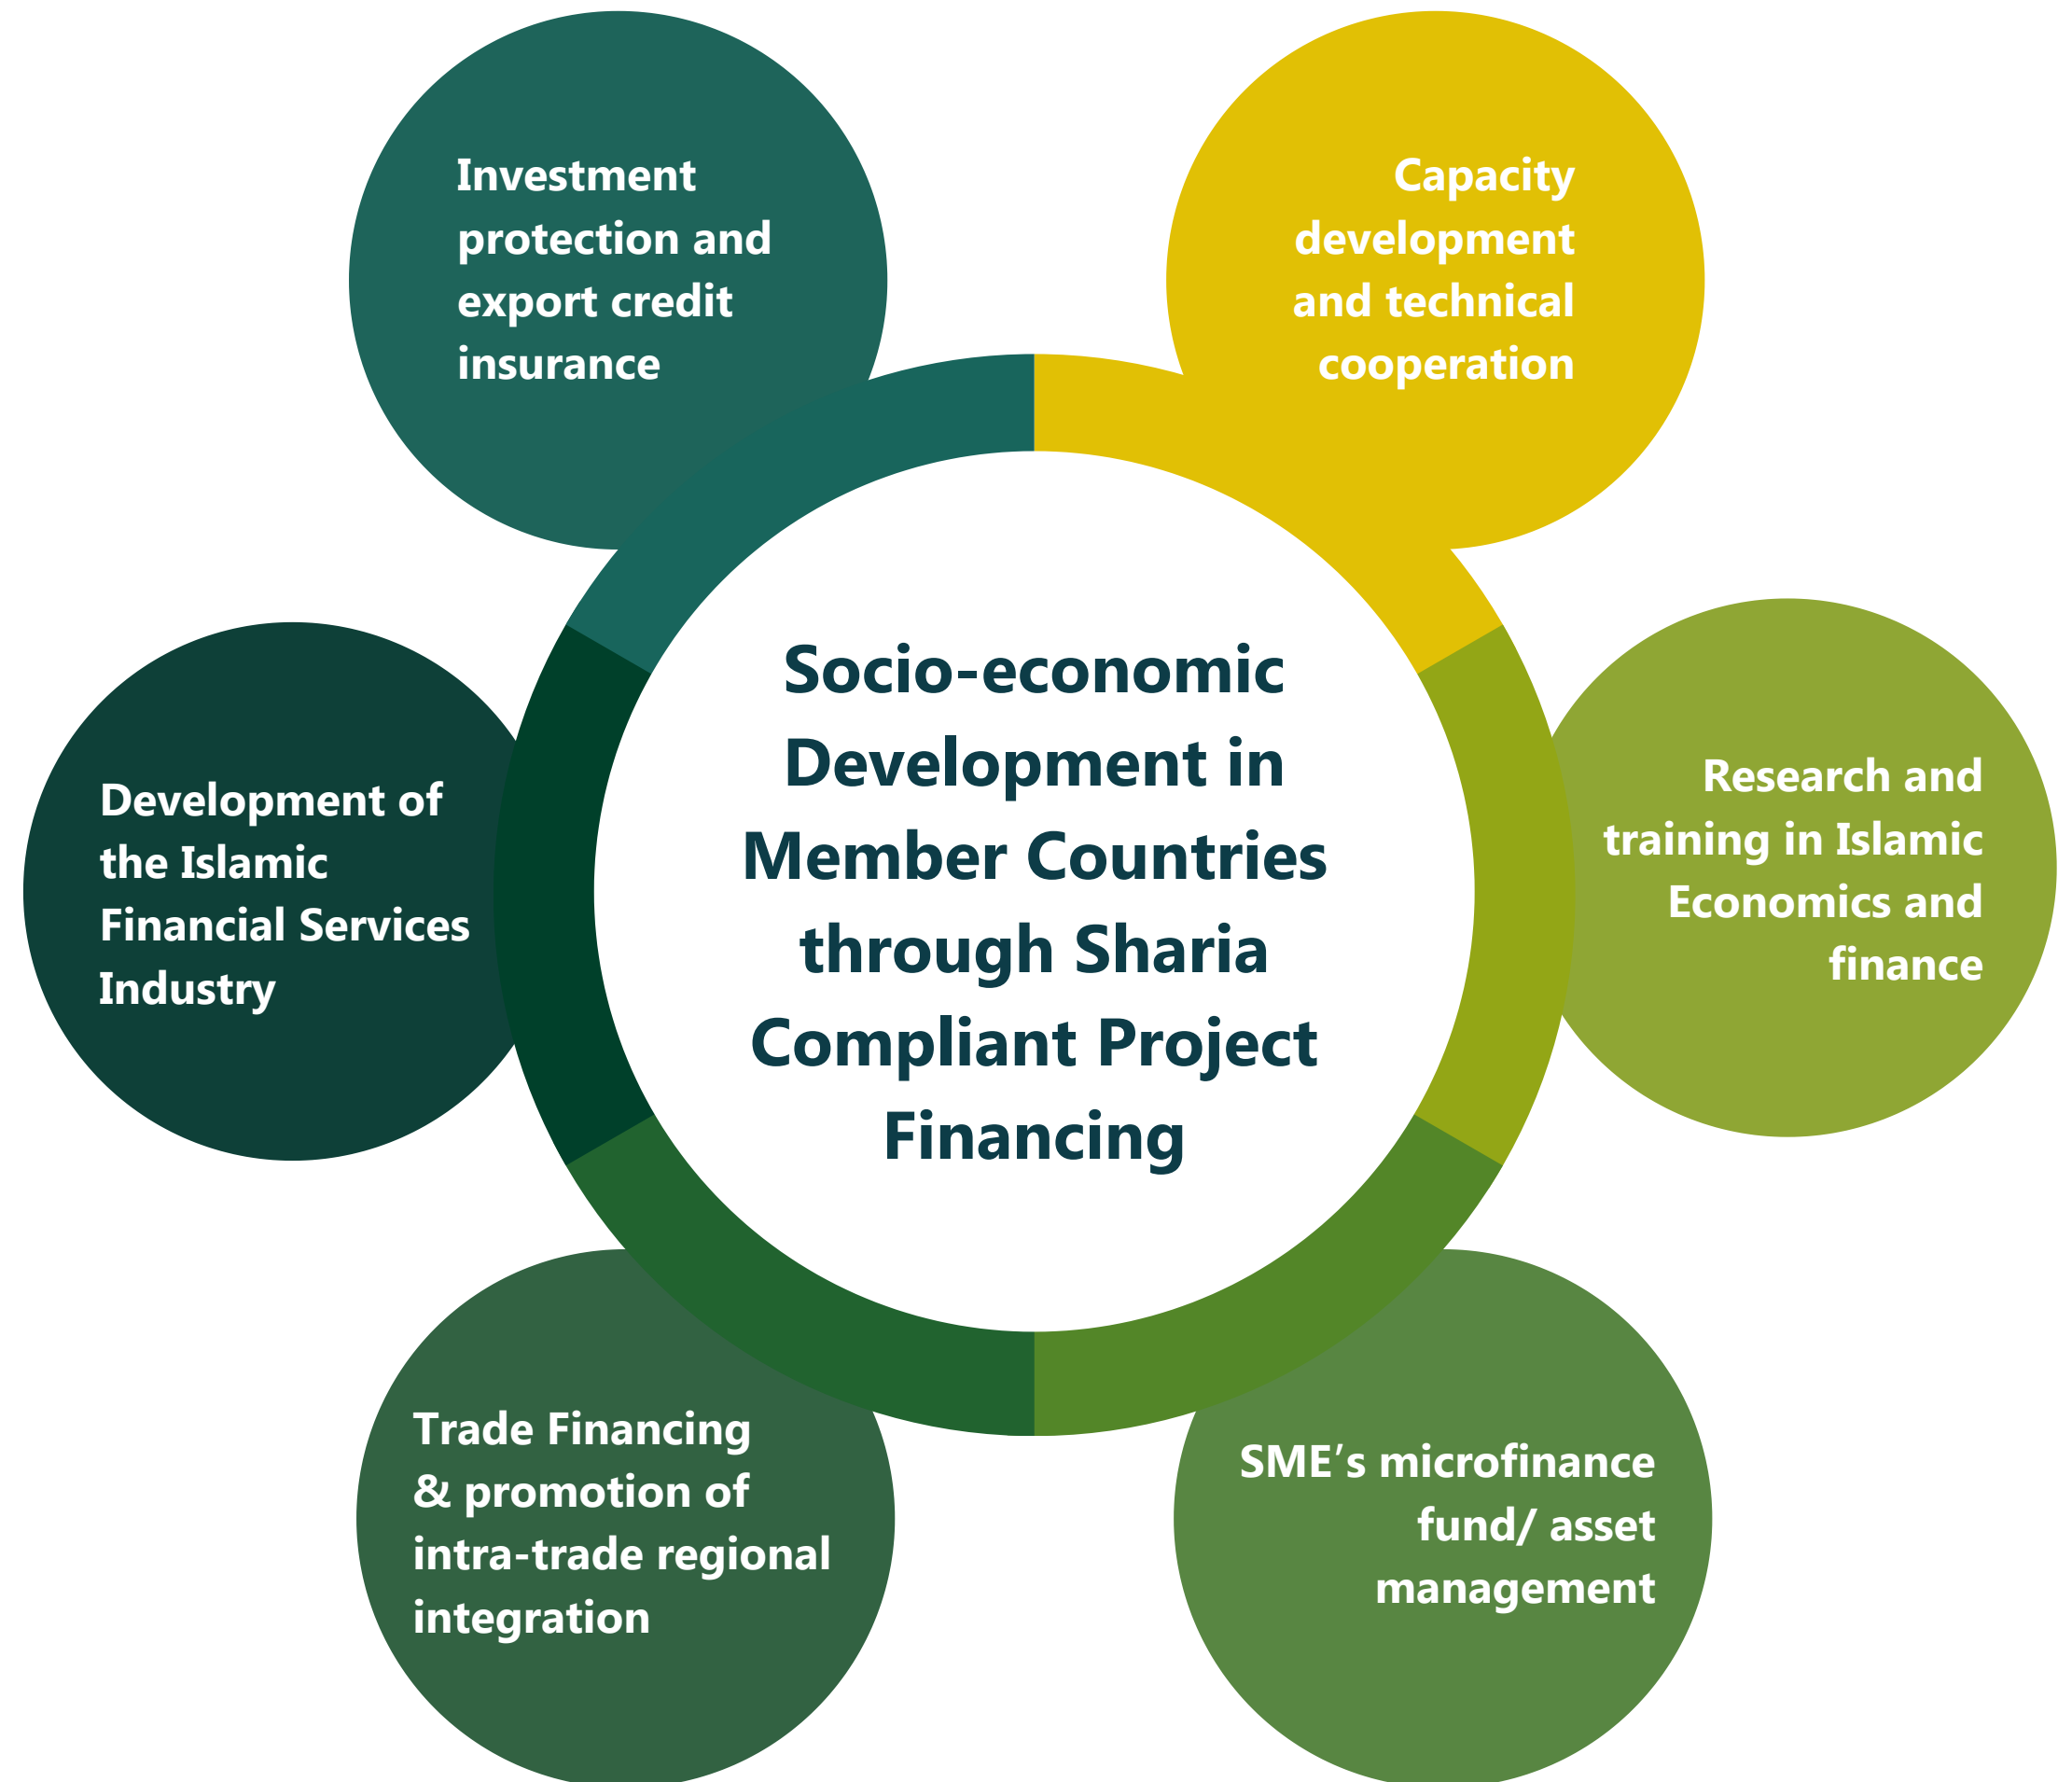 Investment
protection and
export credit
insurance
Capacity
development
and technical
cooperation
Socio-economic
Development in
Member Countries
through Sharia
Compliant Project
Financing
Development of
the Islamic
Financial Services
Industry
Research and
training in Islamic
Economics and
finance
Trade Financing
& promotion of
intra-trade regional
integration
SME’s microfinance
fund/ asset
management